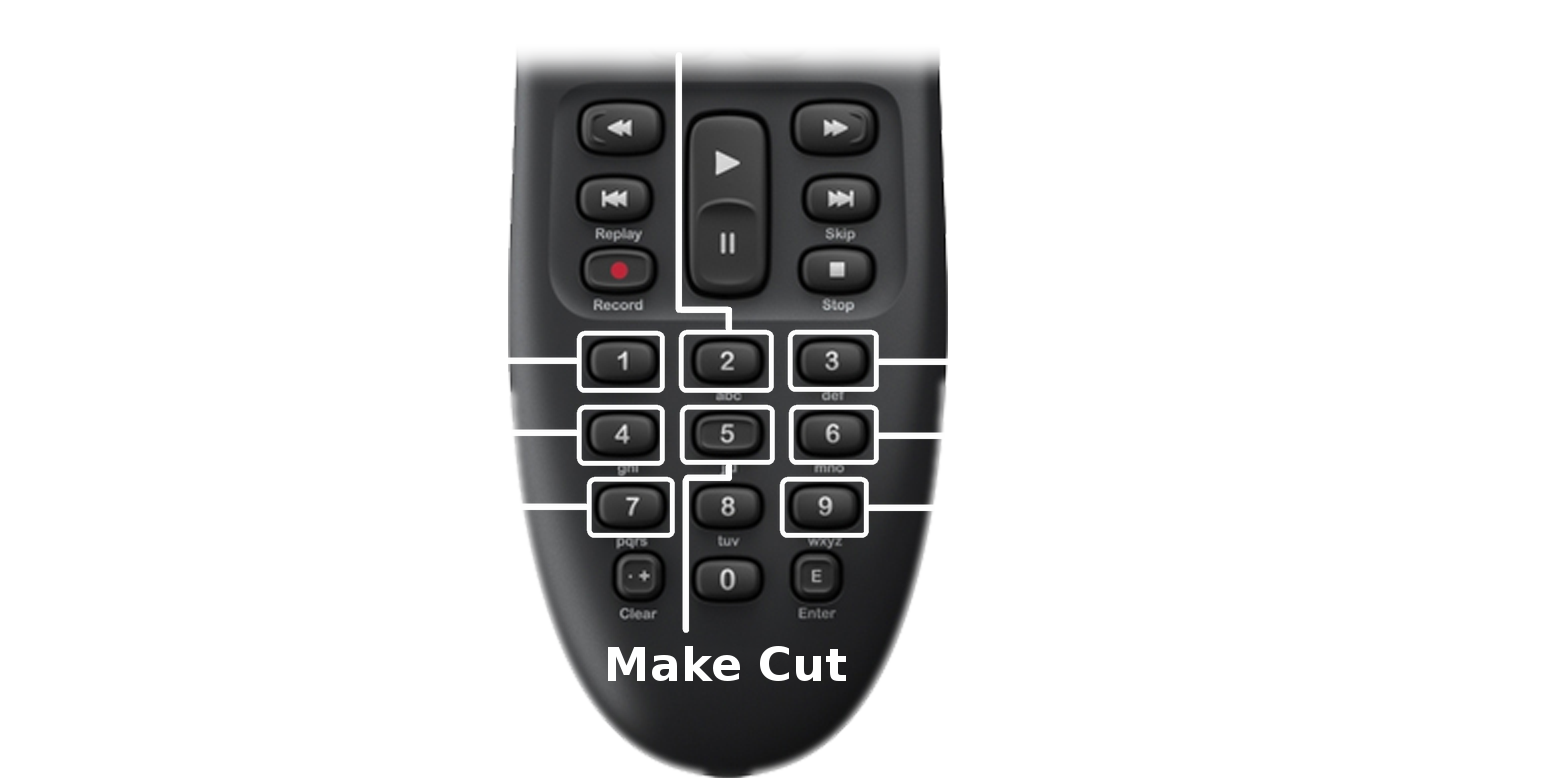 Replay
Skip
Record
Stop
1 2 3
abc def
4 5 6
ghi mno
7 8 9
pqrs tuv wxyz
· + 0 E
Clear Enter
Make Cut